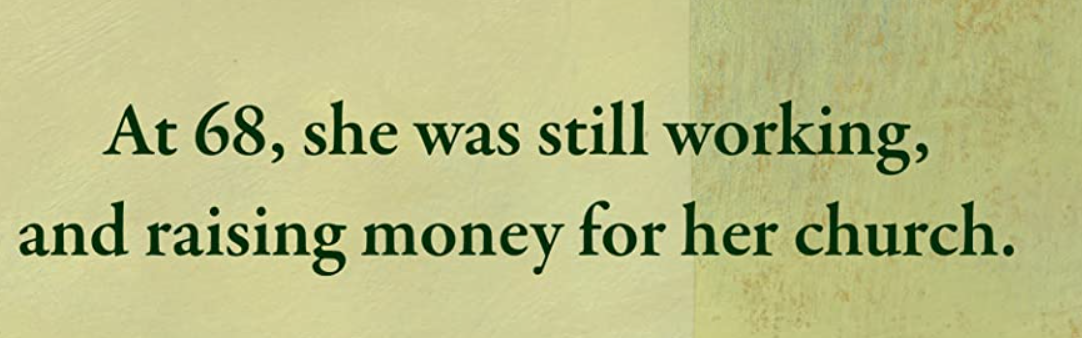 At 68, she was still working,
and raising money for her church.